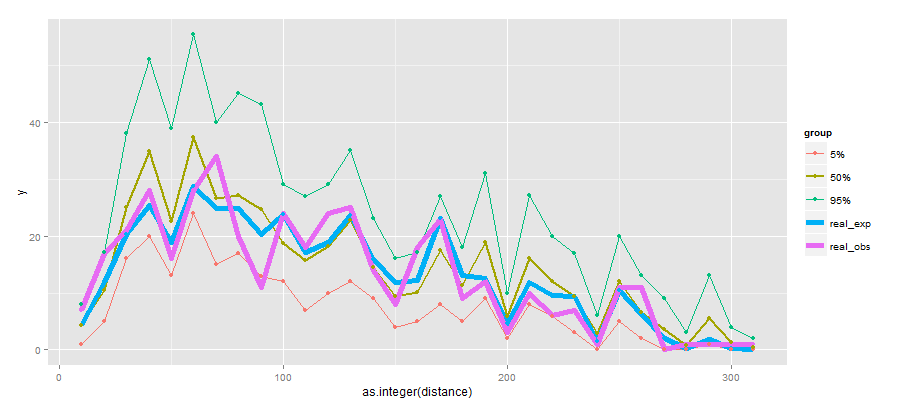 group
5%
50%
95%
real_exp
real_obs
y
40
20
0
0
100
200
300
as.integer(distance)